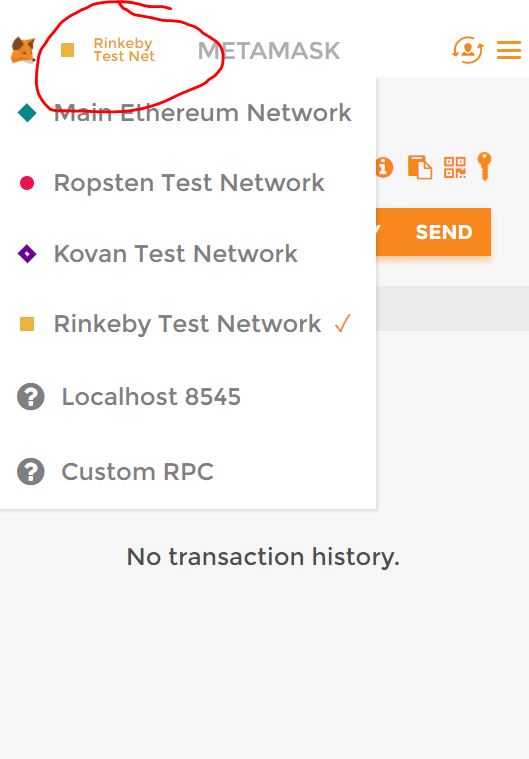 Rinkeby
Test Net
METAMASK
Main Ethereum Network
Ropsten Test Network
SEND
Kovan Test Network
Rinkeby Test Network ✓
Localhost 8545
Custom RPC
No transaction history.